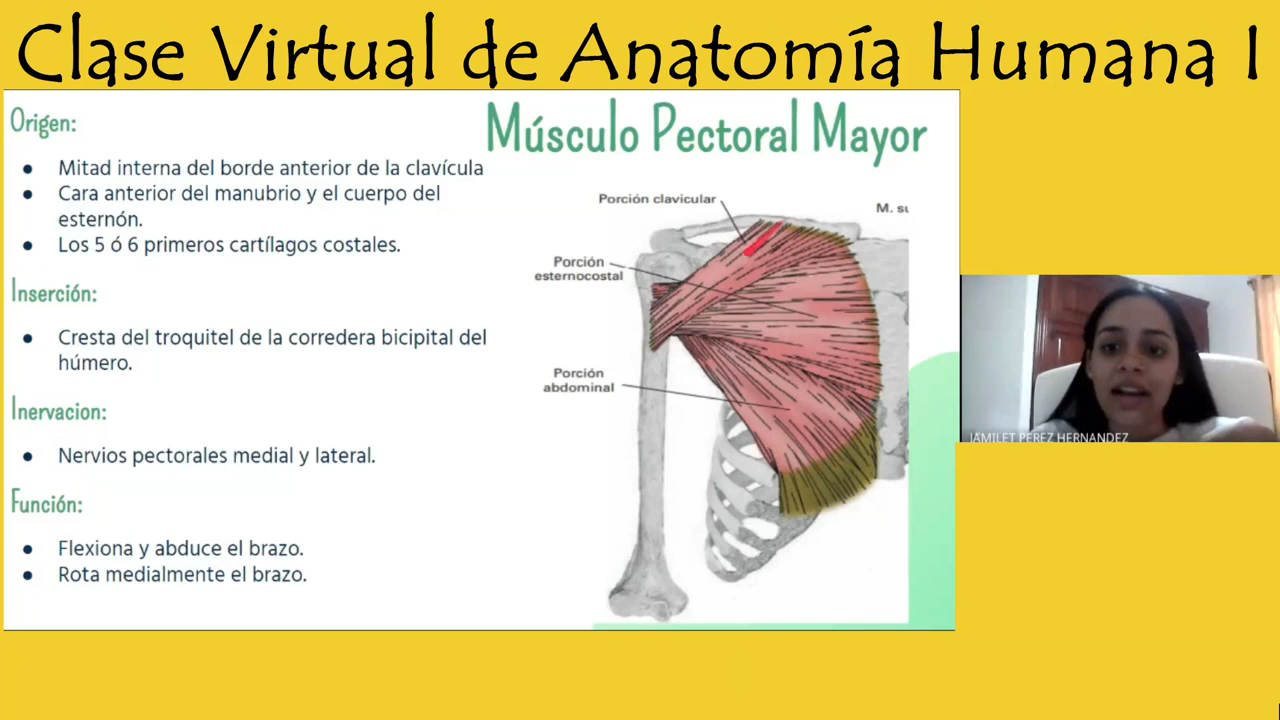 Clase Virtual de Anatomía Humana I
Origen:
Músculo Pectoral Mayor
● Mitad interna del borde anterior de la clavícula
● Cara anterior del manubrio y el cuerpo del
esternón.
● Los 5 ó 6 primeros cartílagos costales.
Inserción:
● Cresta del troquitel de la corredera bicipital del
húmero.
Inervacion:
● Nervios pectorales medial y lateral.
Función:
● Flexiona y abduce el brazo.
● Rota medialmente el brazo.
Porción clavicular
M. su
Porción
esternocostal
Porción
abdominal
JAMILET PEREZ HERNANDEZ